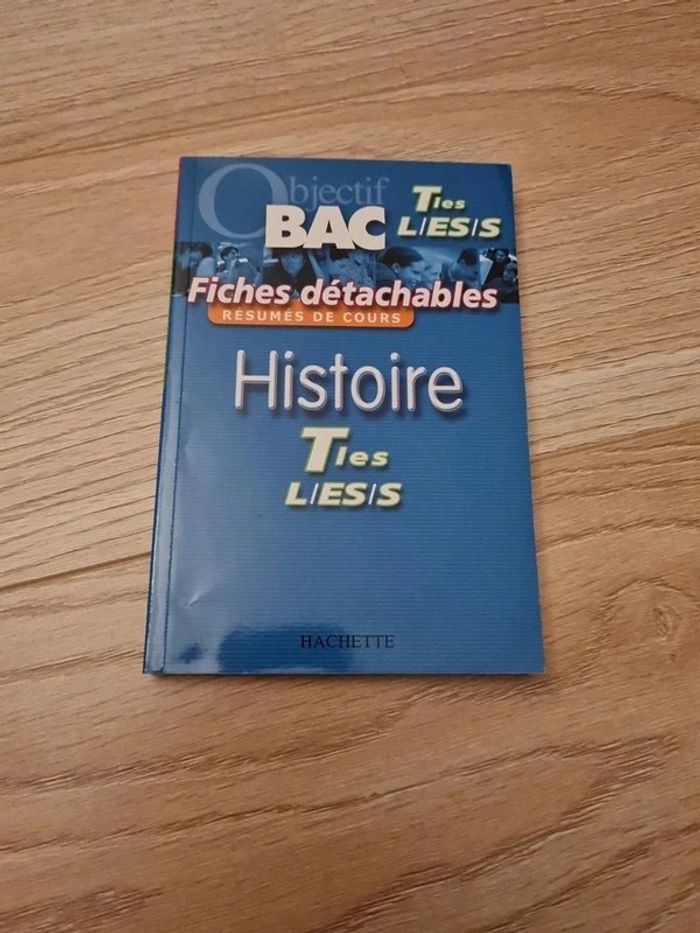 Objectif
BAC
Tles
L/ES/S
Fiches détachables
RÉSUMÉS DE COURS
Histoire
Tles
L/ES/S
HACHETTE